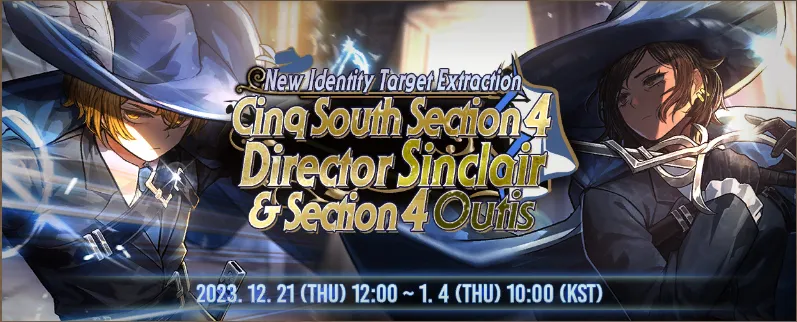 New Identity Target Extraction
Cinq South Section 4
Director Sinclair
& Section 4 Outis
2023. 12. 21 (THU) 12:00 ~ 1. 4 (THU) 10:00 (KST)